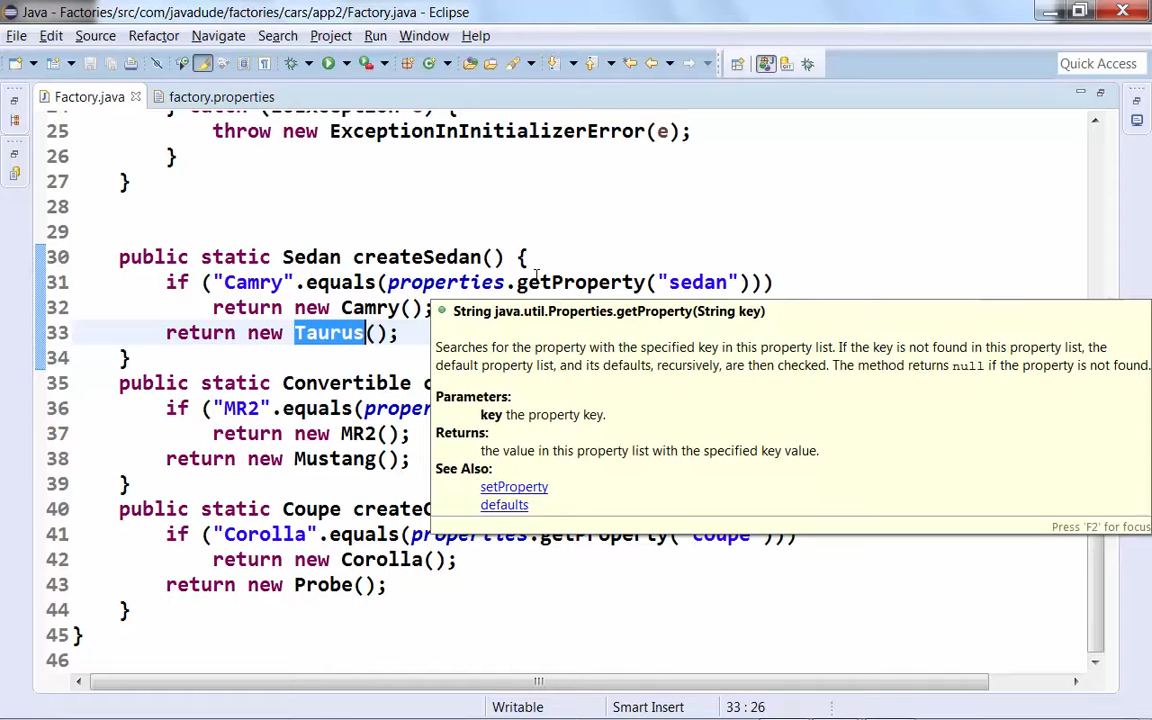 Java - Factories/src/com/javadude/factories/cars/app2/Factory.java - Eclipse
File Edit Source Refactor Navigate Search Project Run Window Help
Quick Access
Factory.java factory.properties
25 throw new ExceptionInInitializerError(e);
26 }
27 }
28
29
30 public static Sedan createSedan() {
31 if ("Camry".equals(properties.getProperty("sedan")))
32 return new Camry();
33 return new Taurus();
34 }
35 public static Convertible
36 if ("MR2".equals(
37 return new MR2();
38 return new Mustang();
39 }
40 public static Coupe
41 if ("Corolla".equals(properties.getProperty("coupe")))
42 return new Corolla();
43 return new Probe();
44 }
45 }
46
String java.util.Properties.getProperty(String key)
Searches for the property with the specified key in this property list. If the key is not found in this property list, the
default property list, and its defaults, recursively, are then checked. The method returns null if the property is not found.
Parameters:
key the property key.
Returns:
the value in this property list with the specified key value.
See Also:
setProperty
defaults
Press 'F2' for focus
Writable Smart Insert 33 : 26